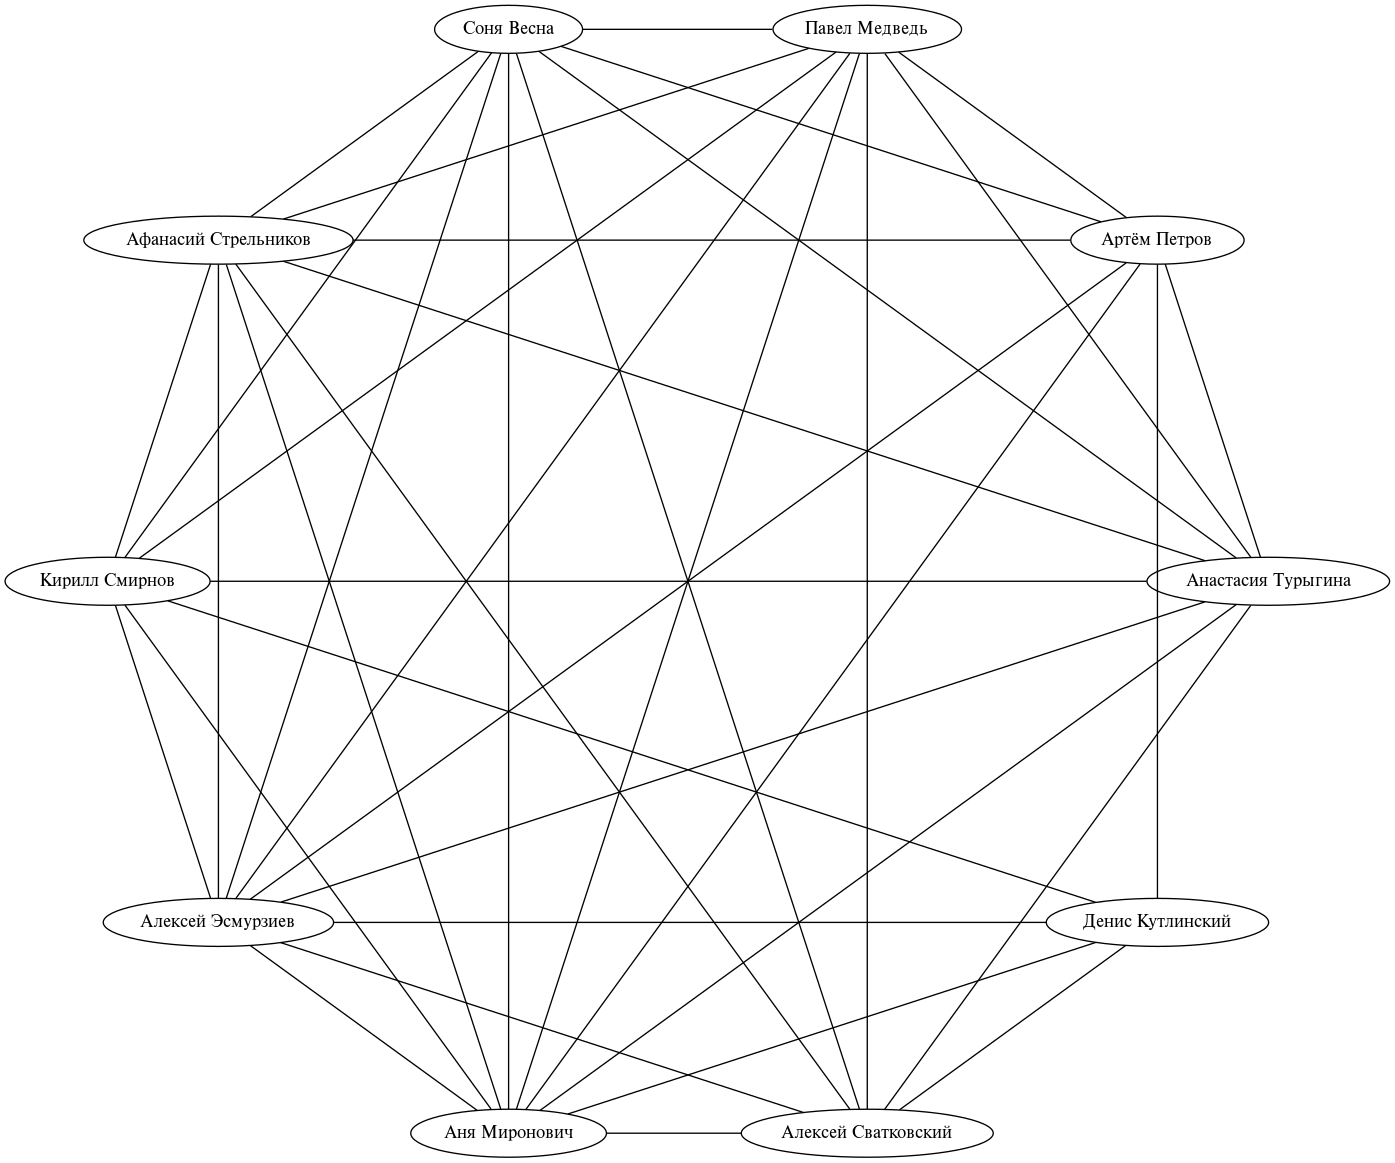 Соня Весна
Павел Медведь
Афанасий Стрельников
Артём Петров
Кирилл Смирнов
Анастасия Турыгина
Алексей Эсмурзиев
Денис Кутлинский
Аня Миронович
Алексей Сватковский